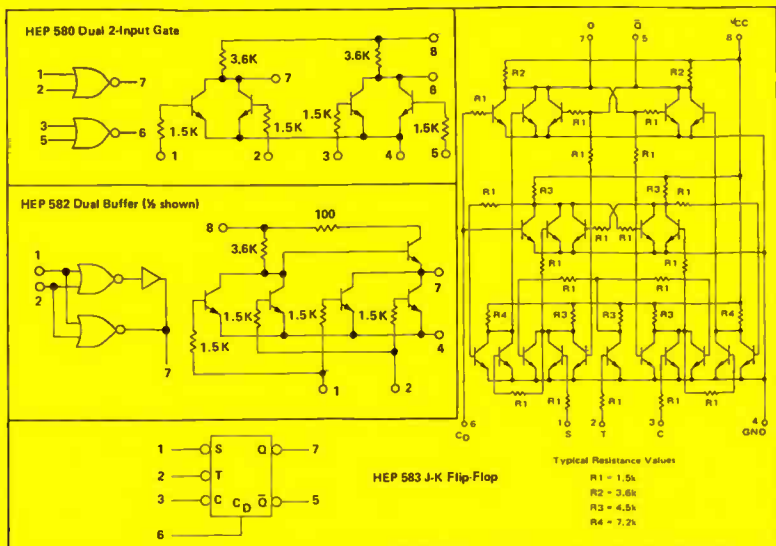 HEP 580 Dual 2-Input Gate
1
2
7
3
5
6
3.6K
3.6K
8
7
6
1.5K
1.5K
1.5K
1.5K
1
2
3
4
5
HEP 582 Dual Buffer (½ shown)
1
2
7
8
100
3.6K
7
1.5K
1.5K
1.5K
1.5K
4
1
2
1
S
Q
7
2
T
3
C
CD
Q̅
5
6
HEP 583 J-K Flip-Flop
Q
Q̅
VCC
7
5
8
R2
R2
R1
R1
R1
R1
R1
R1
R3
R3
R1
R1
R1
R1
R1
R1
R1
R4
R3
R3
R3
R4
R1
R1
R1
R1
R1
6
CD
1
S
2
T
3
C
4
GND
Typical Resistance Values
R1 = 1.5k
R2 = 3.6k
R3 = 4.5k
R4 = 7.2k